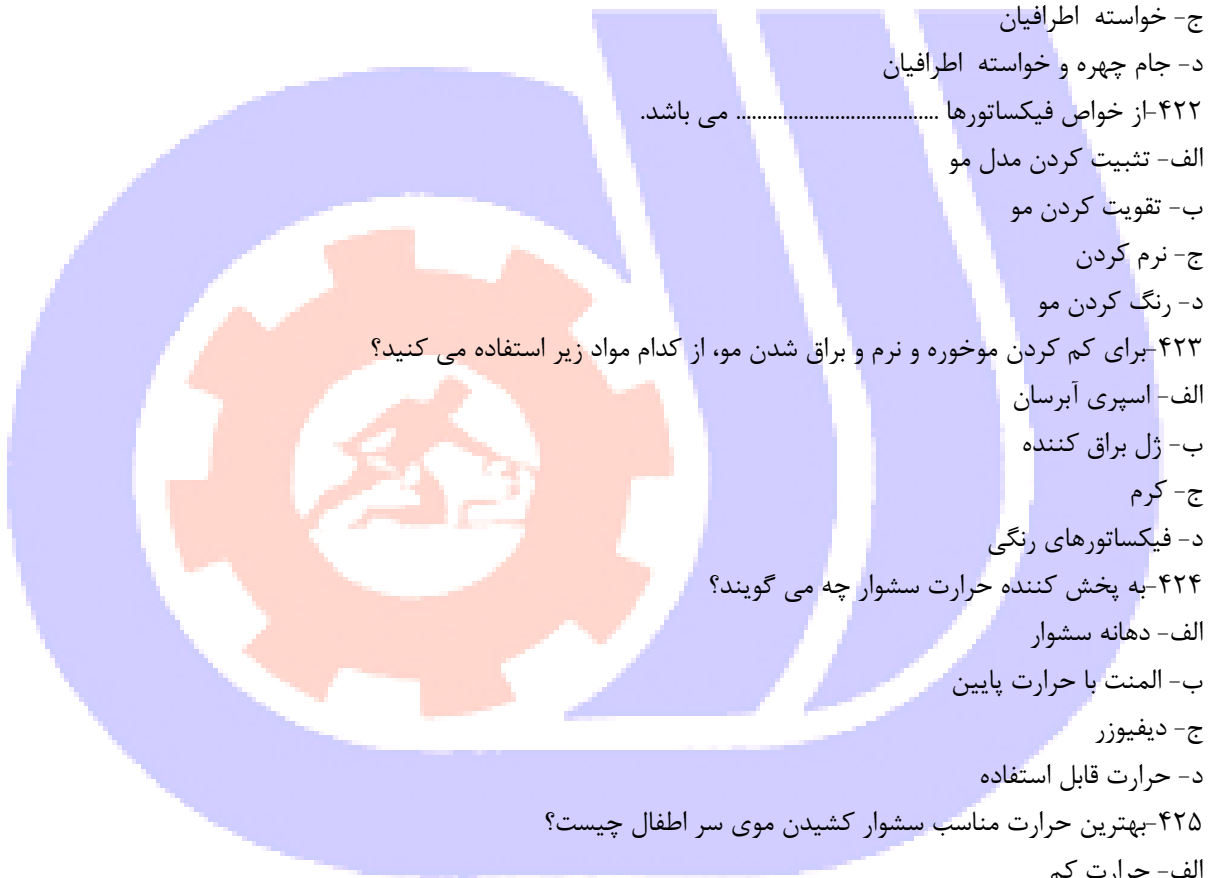 ج- خواسته اطرافیان
د- جام چهره و خواسته اطرافیان
۴۲۲-از خواص فیکساتورها ....................................... می باشد.
الف- تثبیت کردن مدل مو
ب- تقویت کردن مو
ج- نرم کردن
د- رنگ کردن مو
۴۲۳-برای کم کردن موخوره و نرم و براق شدن مو، از کدام مواد زیر استفاده می کنید؟
الف- اسپری آبرسان
ب- ژل براق کننده
ج- کرم
د- فیکساتورهای رنگی
۴۲۴-به پخش کننده حرارت سشوار چه می گویند؟
الف- دهانه سشوار
ب- المنت با حرارت پایین
ج- دیفیوزر
د- حرارت قابل استفاده
۴۲۵-بهترین حرارت مناسب سشوار کشیدن موی سر اطفال چیست؟
الف- حرارت کم